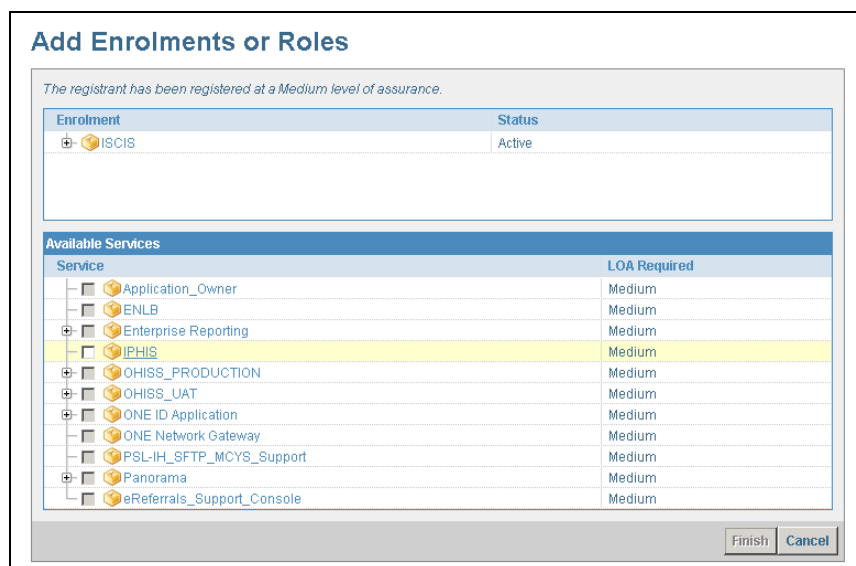 Add Enrolments or Roles
The registrant has been registered at a Medium level of assurance.
Enrolment Status
ISCIS Active
Available Services
Service LOA Required
Application_Owner Medium
ENLB Medium
Enterprise Reporting Medium
IPHIS Medium
OHISS_PRODUCTION Medium
OHISS_UAT Medium
ONE ID Application Medium
ONE Network Gateway Medium
PSL-IH_SFTP_MCYS_Support Medium
Panorama Medium
eReferrals_Support_Console Medium
Finish Cancel